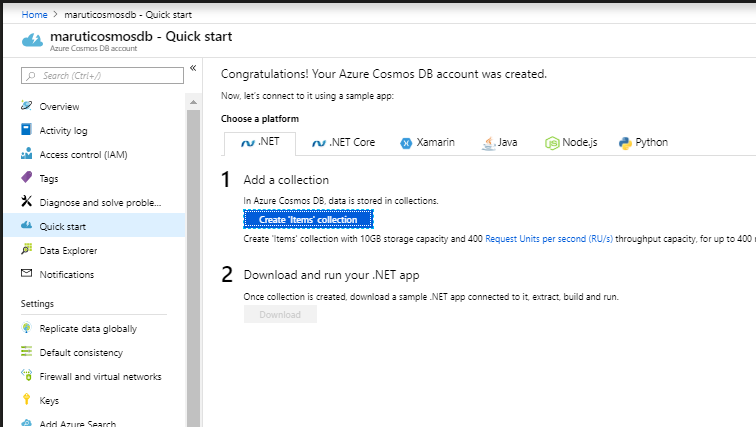 Home > maruticosmosdb - Quick start
maruticosmosdb - Quick start
Azure Cosmos DB account
Search (Ctrl+/)
«
Overview
Activity log
Access control (IAM)
Tags
Diagnose and solve proble...
Quick start
Data Explorer
Notifications
Settings
Replicate data globally
Default consistency
Firewall and virtual networks
Keys
Add Azure Search
Congratulations! Your Azure Cosmos DB account was created.
Now, let's connect to it using a sample app:
Choose a platform
.NET .NET Core Xamarin Java Node.js Python
1 Add a collection
In Azure Cosmos DB, data is stored in collections.
Create 'Items' collection
Create 'Items' collection with 10GB storage capacity and 400 Request Units per second (RU/s) throughput capacity, for up to 400
2 Download and run your .NET app
Once collection is created, download a sample .NET app connected to it, extract, build and run.
Download